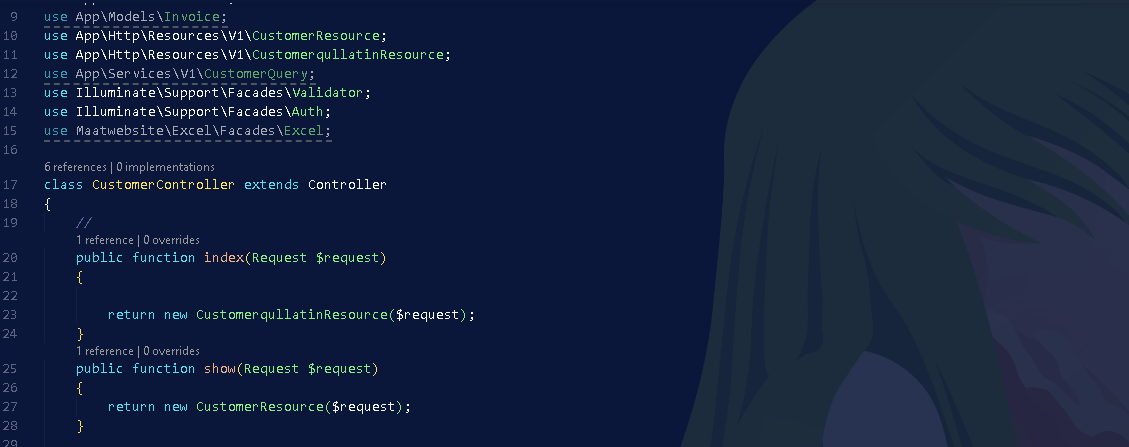 9 use App\Models\Invoice;
10 use App\Http\Resources\V1\CustomerResource;
11 use App\Http\Resources\V1\CustomerqullatinResource;
12 use App\Services\V1\CustomerQuery;
13 use Illuminate\Support\Facades\Validator;
14 use Illuminate\Support\Facades\Auth;
15 use Maatwebsite\Excel\Facades\Excel;
16
6 references | 0 implementations
17 class CustomerController extends Controller
18 {
19 //
1 reference | 0 overrides
20 public function index(Request $request)
21 {
22
23 return new CustomerqullatinResource($request);
24 }
1 reference | 0 overrides
25 public function show(Request $request)
26 {
27 return new CustomerResource($request);
28 }
29